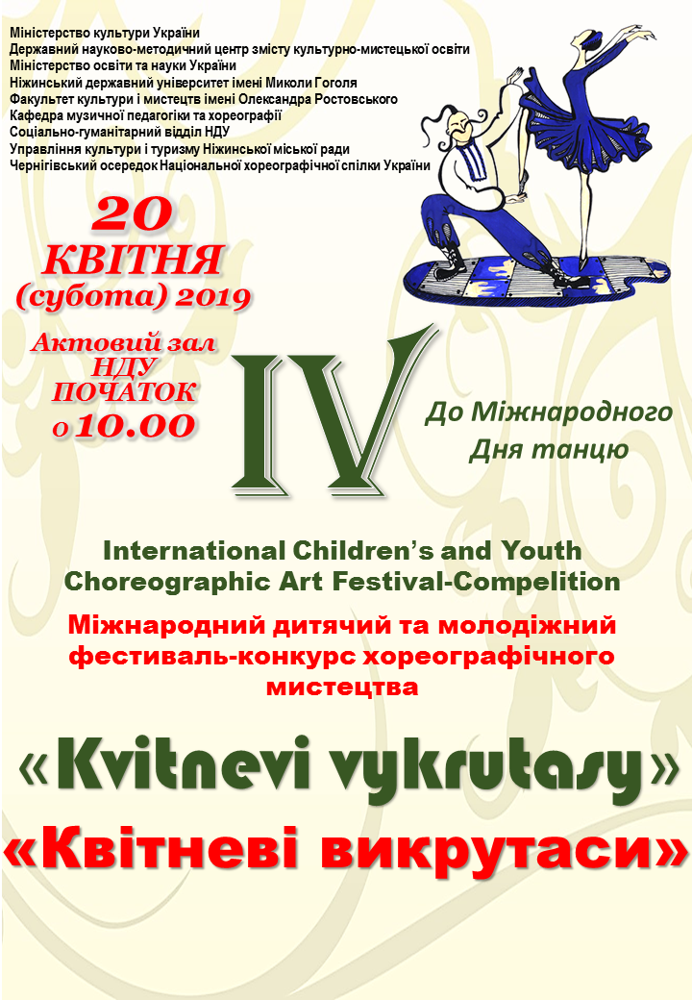 Міністерство культури України
Державний науково-методичний центр змісту культурно-мистецької освіти
Міністерство освіти та науки України
Ніжинський державний університет імені Миколи Гоголя
Факультет культури і мистецтв імені Олександра Ростовського
Кафедра музичної педагогіки та хореографії
Соціально-гуманітарний відділ НДУ
Управління культури і туризму Ніжинської міської ради
Чернігівський осередок Національної хореографічної спілки України
20
КВІТНЯ
(субота) 2019
Актовий зал
НДУ
ПОЧАТОК
О 10.00
IV
До Міжнародного
Дня танцю
International Children’s and Youth
Choreographic Art Festival-Compelition
Міжнародний дитячий та молодіжний
фестиваль-конкурс хореографічного
мистецтва
«Kvitnevi vykrutasy»
«Квітневі викрутаси»